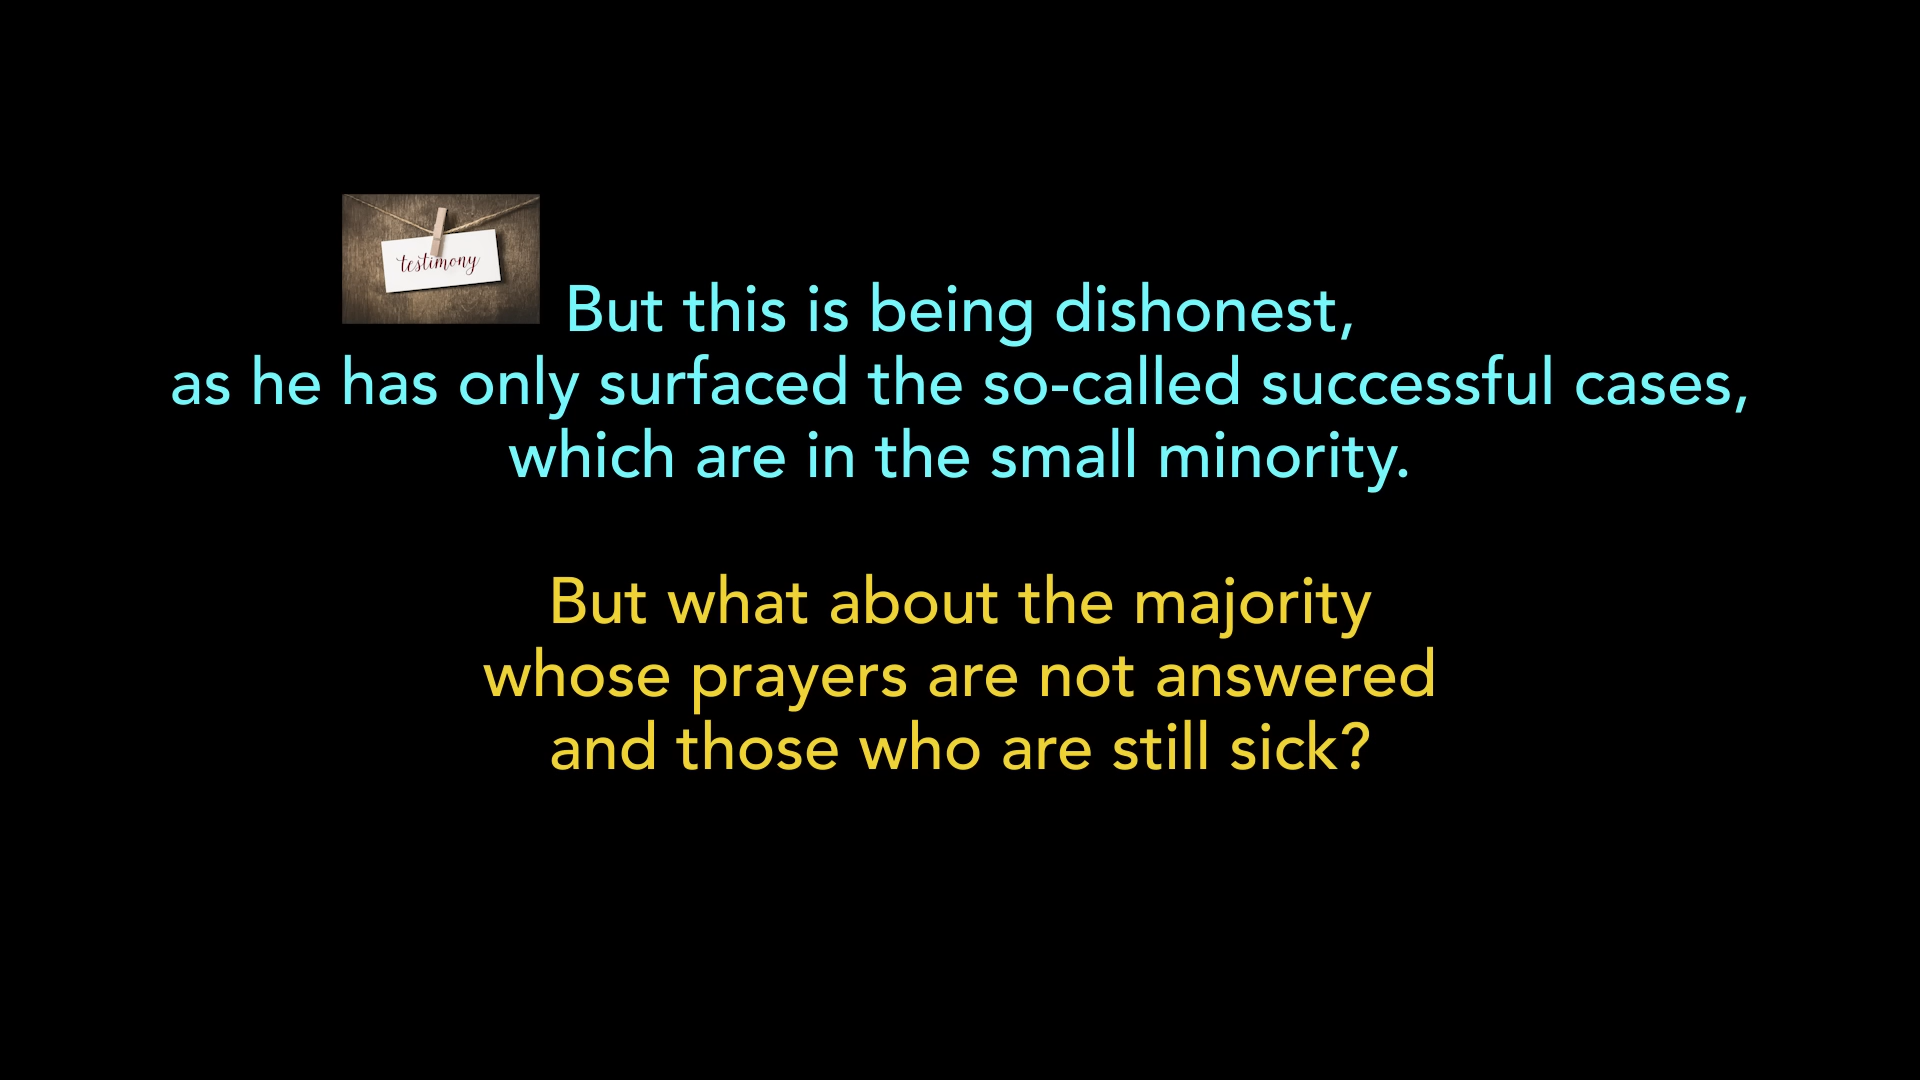 testimony
But this is being dishonest,
as he has only surfaced the so-called successful cases,
which are in the small minority.
But what about the majority
whose prayers are not answered
and those who are still sick?